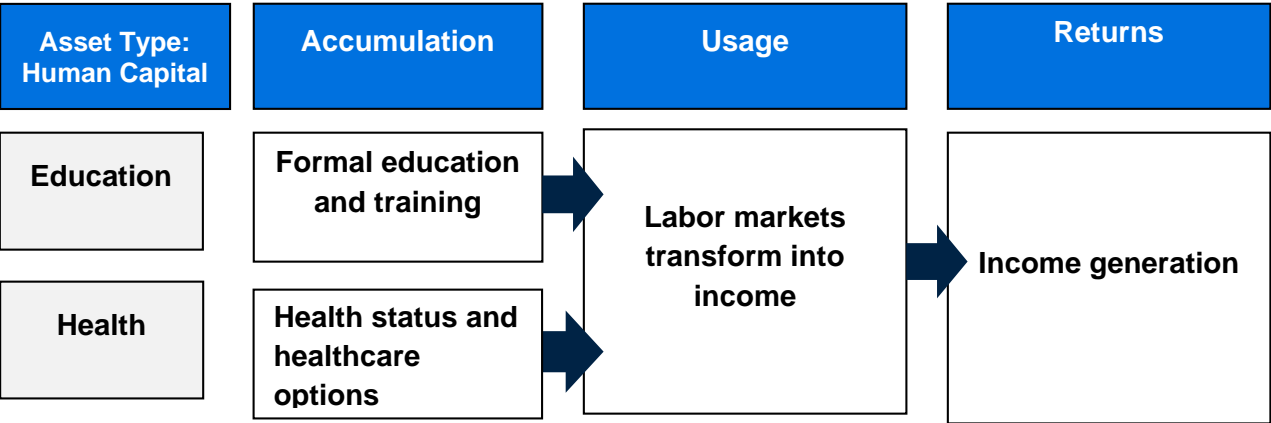 Asset Type:
Human Capital
Accumulation
Usage
Returns
Education
Formal education
and training
Labor markets
transform into
income
Income generation
Health
Health status and
healthcare
options